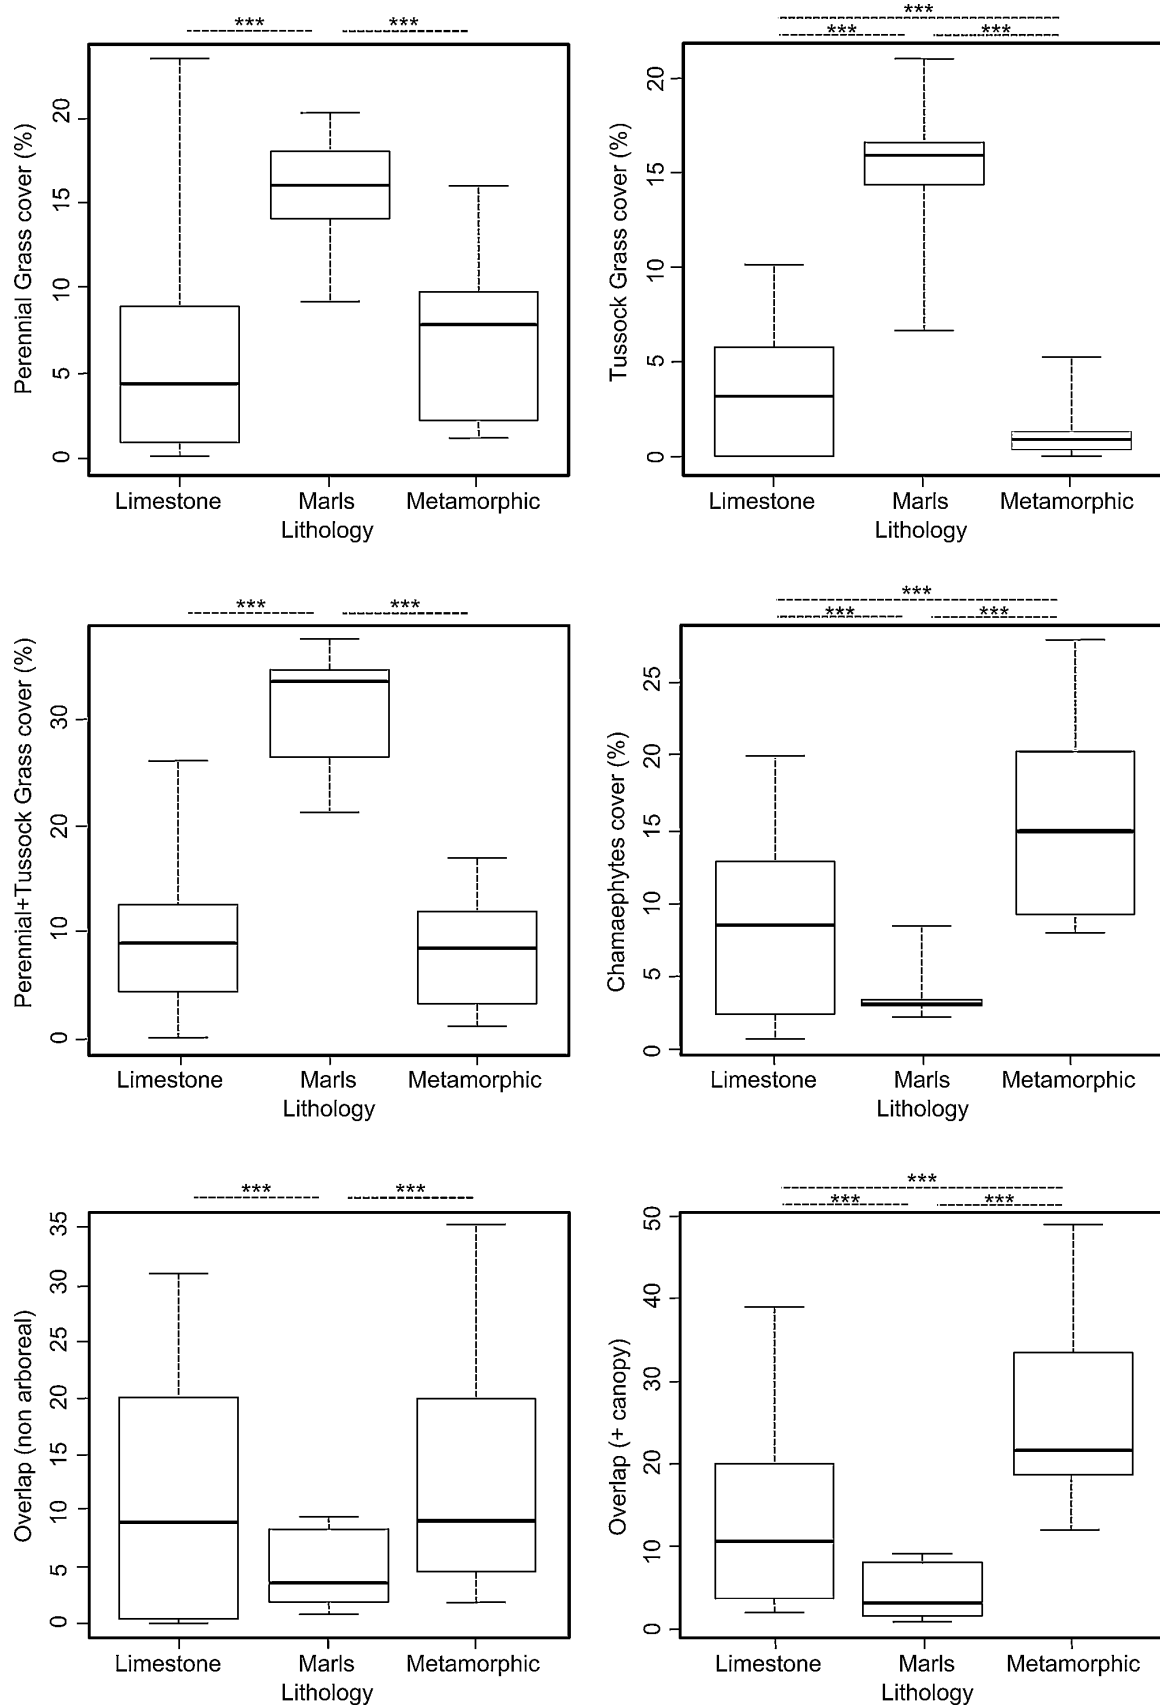 *** ***
Perennial Grass cover (%)
20
15
10
5
0
Limestone Marls Metamorphic
Lithology
***
*** ***
Tussock Grass cover (%)
20
15
10
5
0
Limestone Marls Metamorphic
Lithology
*** ***
Perennial+Tussock Grass cover (%)
30
20
10
0
Limestone Marls Metamorphic
Lithology
***
*** ***
Chamaephytes cover (%)
25
20
15
10
5
0
Limestone Marls Metamorphic
Lithology
*** ***
Overlap (non arboreal)
35
30
25
20
15
10
5
0
Limestone Marls Metamorphic
Lithology
***
*** ***
Overlap (+ canopy)
50
40
30
20
10
0
Limestone Marls Metamorphic
Lithology